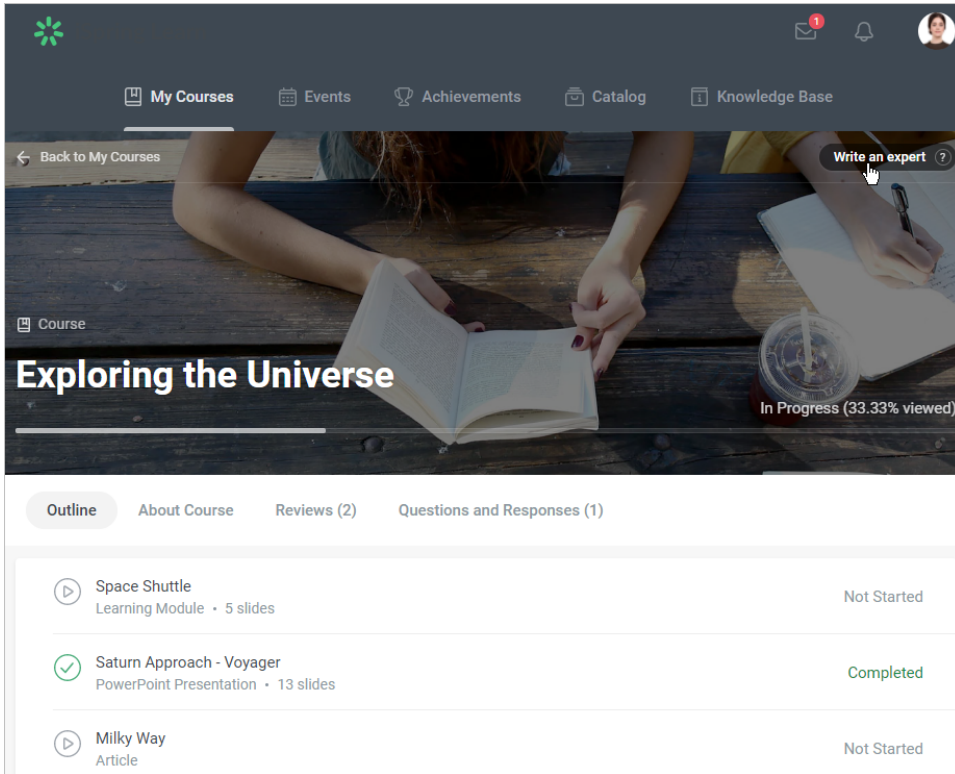 1
My Courses
Events
Achievements
Catalog
Knowledge Base
Back to My Courses
Write an expert ?
Course
Exploring the Universe
In Progress (33.33% viewed)
Outline
About Course
Reviews (2)
Questions and Responses (1)
Space Shuttle
Learning Module • 5 slides
Not Started
Saturn Approach - Voyager
PowerPoint Presentation • 13 slides
Completed
Milky Way
Article
Not Started